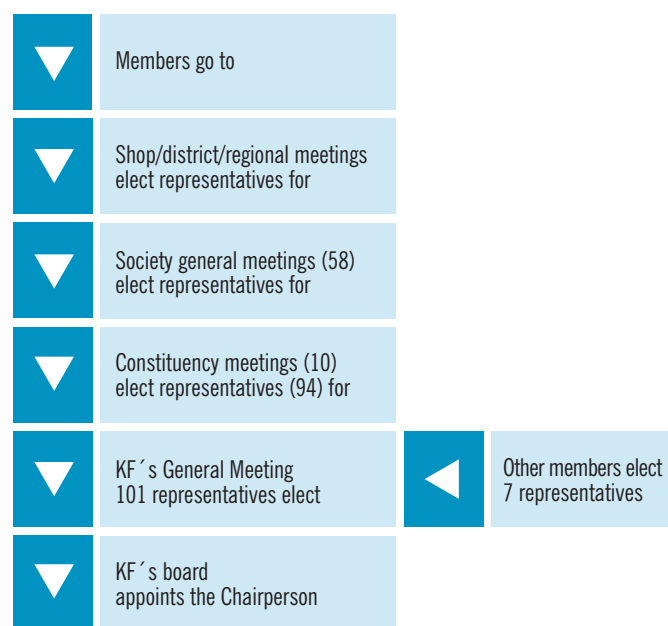 Members go to
Shop/district/regional meetings
elect representatives for
Society general meetings (58)
elect representatives for
Constituency meetings (10)
elect representatives (94) for
KF´s General Meeting
101 representatives elect
Other members elect
7 representatives
KF´s board
appoints the Chairperson